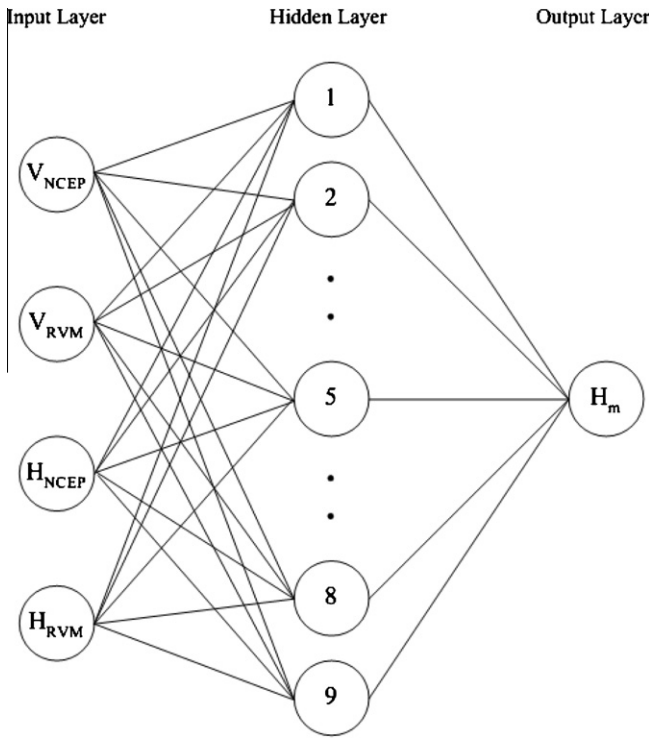 Input Layer
Hidden Layer
Output Layer
1
V_NCEP
2
V_RVM
5
H_m
H_NCEP
8
H_RVM
9